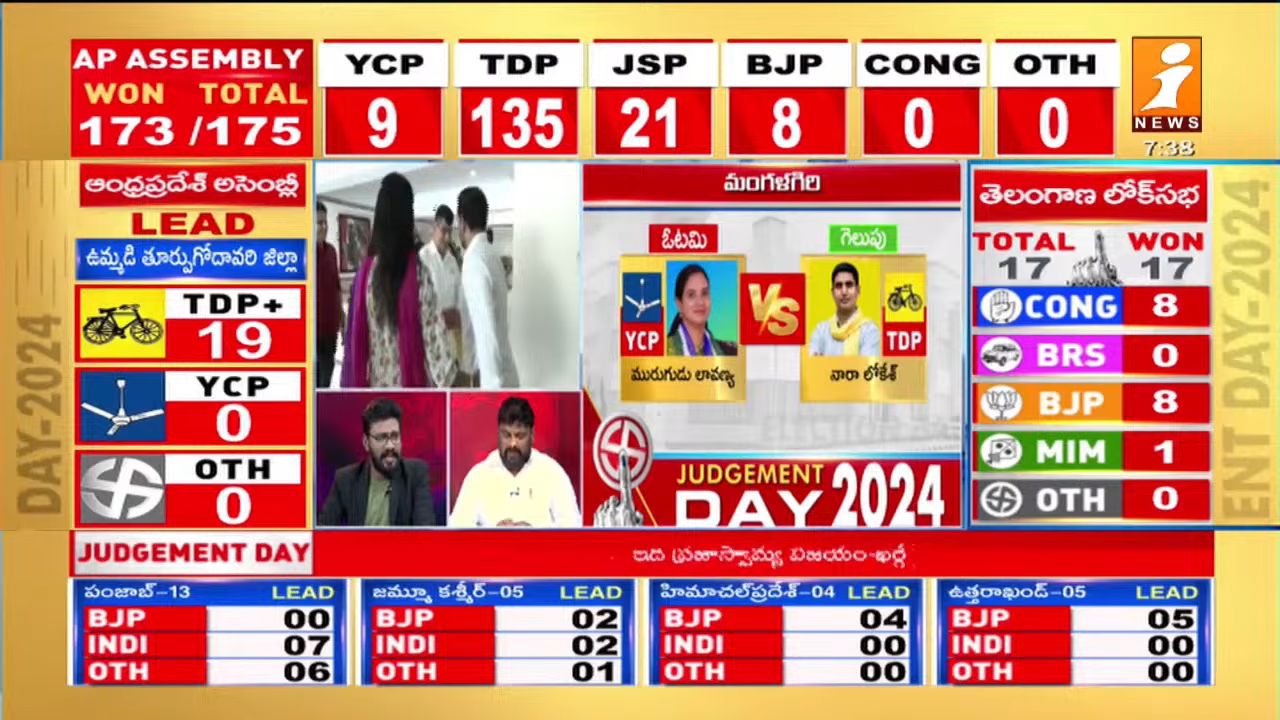 AP ASSEMBLY
WON TOTAL
173 /175
YCP TDP JSP BJP CONG OTH
9 135 21 8 0 0
i
NEWS
7:38
ఆంధ్రప్రదేశ్ అసెంబ్లీ
LEAD
ఉమ్మడి తూర్పుగోదావరి జిల్లా
TDP+
19
YCP
0
OTH
0
DAY-2024
మంగళగిరి
ఓటమి గెలుపు
YCP VS TDP
మురుగుడు లావణ్య నారా లోకేశ్
JUDGEMENT
DAY 2024
తెలంగాణ లోక్‌సభ
TOTAL WON
17 17
CONG 8
BRS 0
BJP 8
MIM 1
OTH 0
ENT DAY-2024
JUDGEMENT DAY
ఇది ప్రజాస్వామ్య విజయం-ఖర్గే
పంజాబ్-13 LEAD
BJP 00
INDI 07
OTH 06
జమ్మూ కశ్మీర్-05 LEAD
BJP 02
INDI 02
OTH 01
హిమాచల్‌ప్రదేశ్-04 LEAD
BJP 04
INDI 00
OTH 00
ఉత్తరాఖండ్-05 LEAD
BJP 05
INDI 00
OTH 00